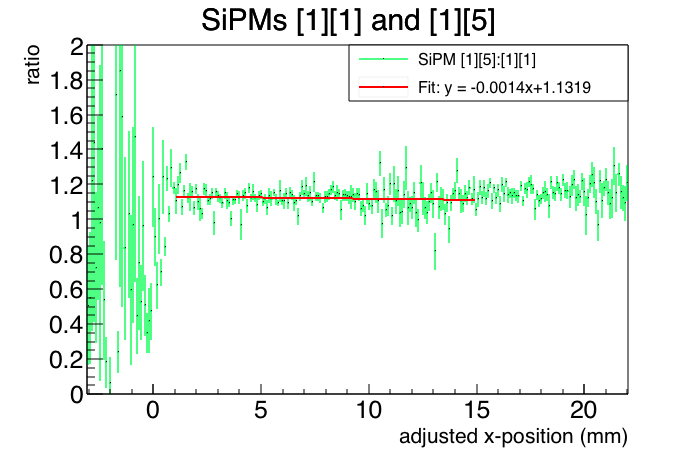 SiPMs [1][1] and [1][5]
ratio
SiPM [1][5]:[1][1]
Fit: y = -0.0014x+1.1319
2
1.8
1.6
1.4
1.2
1
0.8
0.6
0.4
0.2
0
0 5 10 15 20
adjusted x-position (mm)